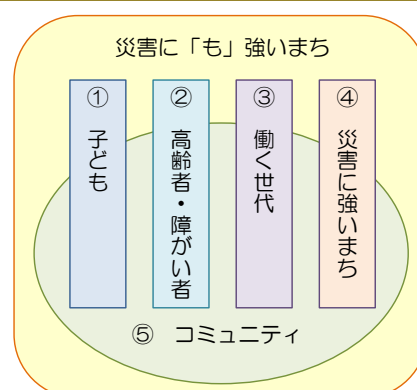 災害に「も」強いまち
①
子ども
②
高齢者・障がい者
③
働く世代
④
災害に強いまち
⑤ コミュニティ